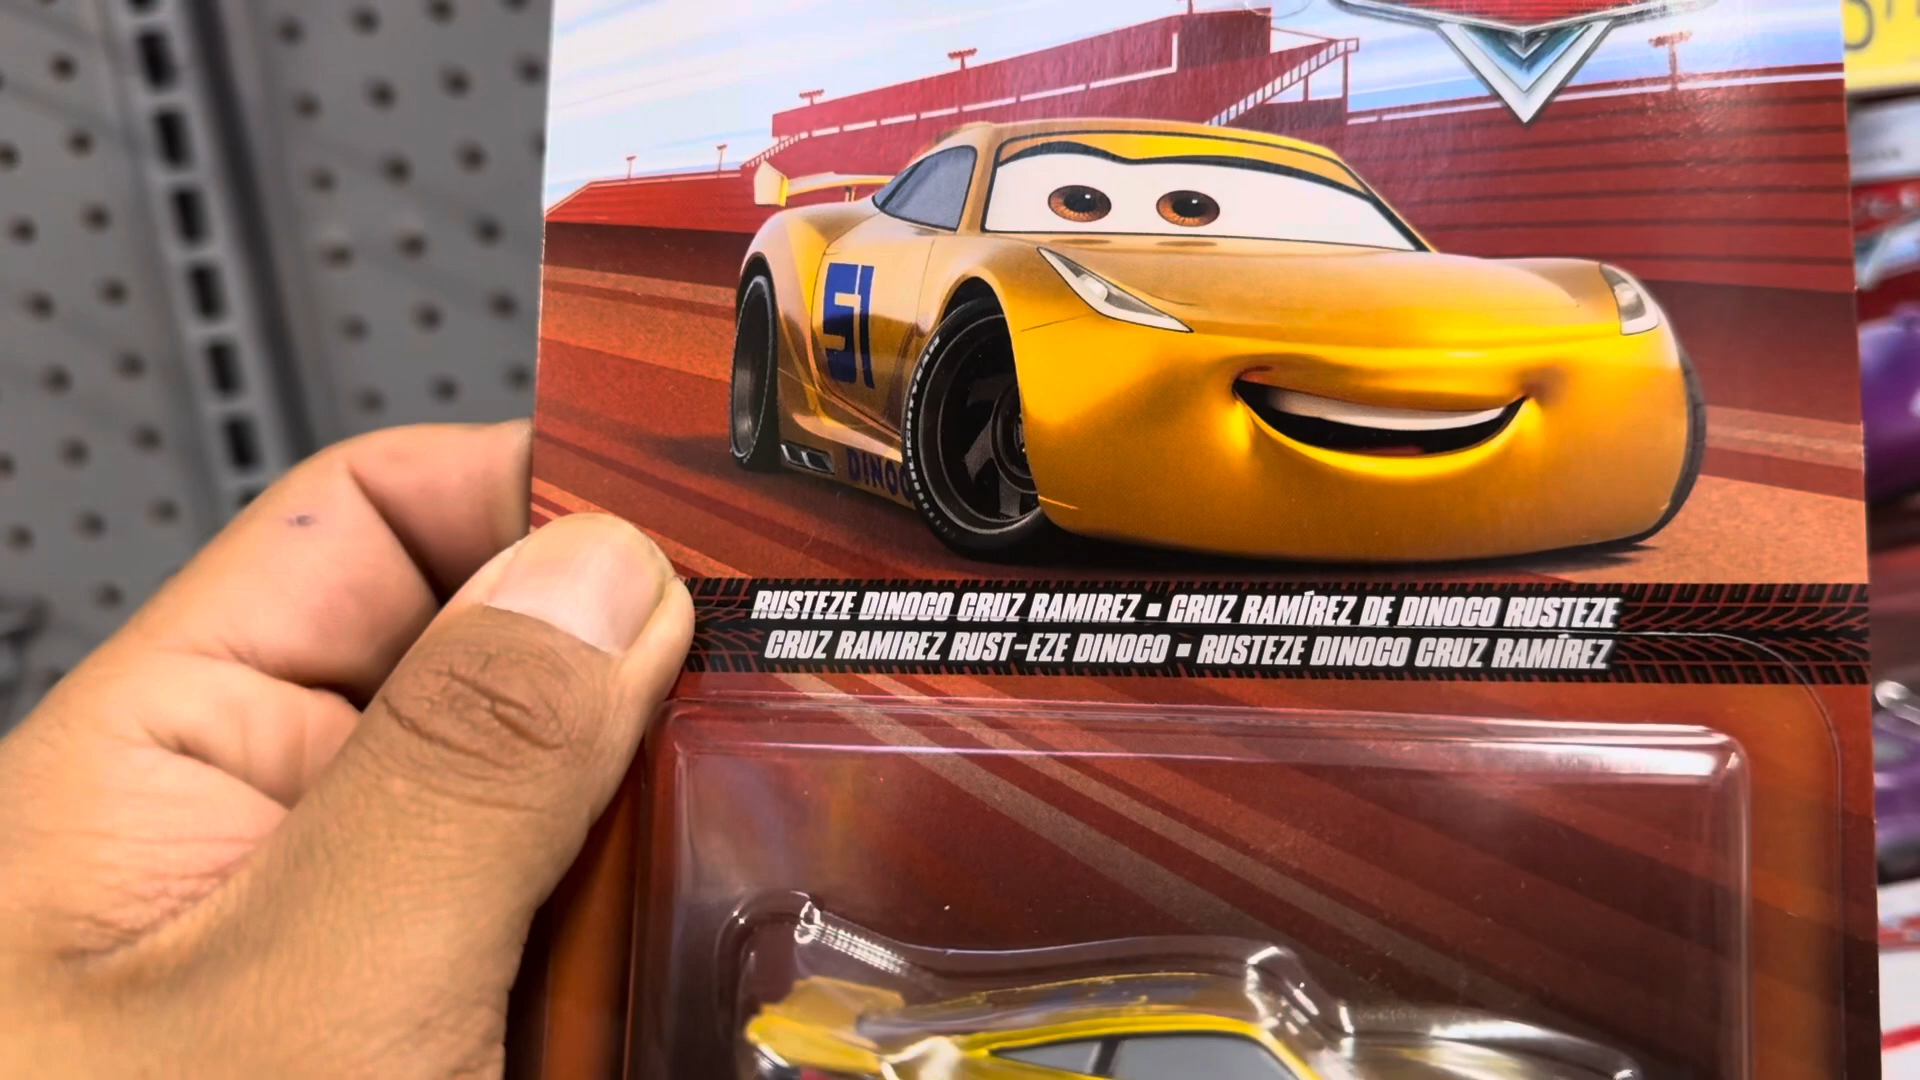 51
DINOCO
RUSTEZE DINOCO CRUZ RAMIREZ ▪ CRUZ RAMÍREZ DE DINOCO RUSTEZE
CRUZ RAMIREZ RUST-EZE DINOCO ▪ RUSTEZE DINOCO CRUZ RAMÍREZ